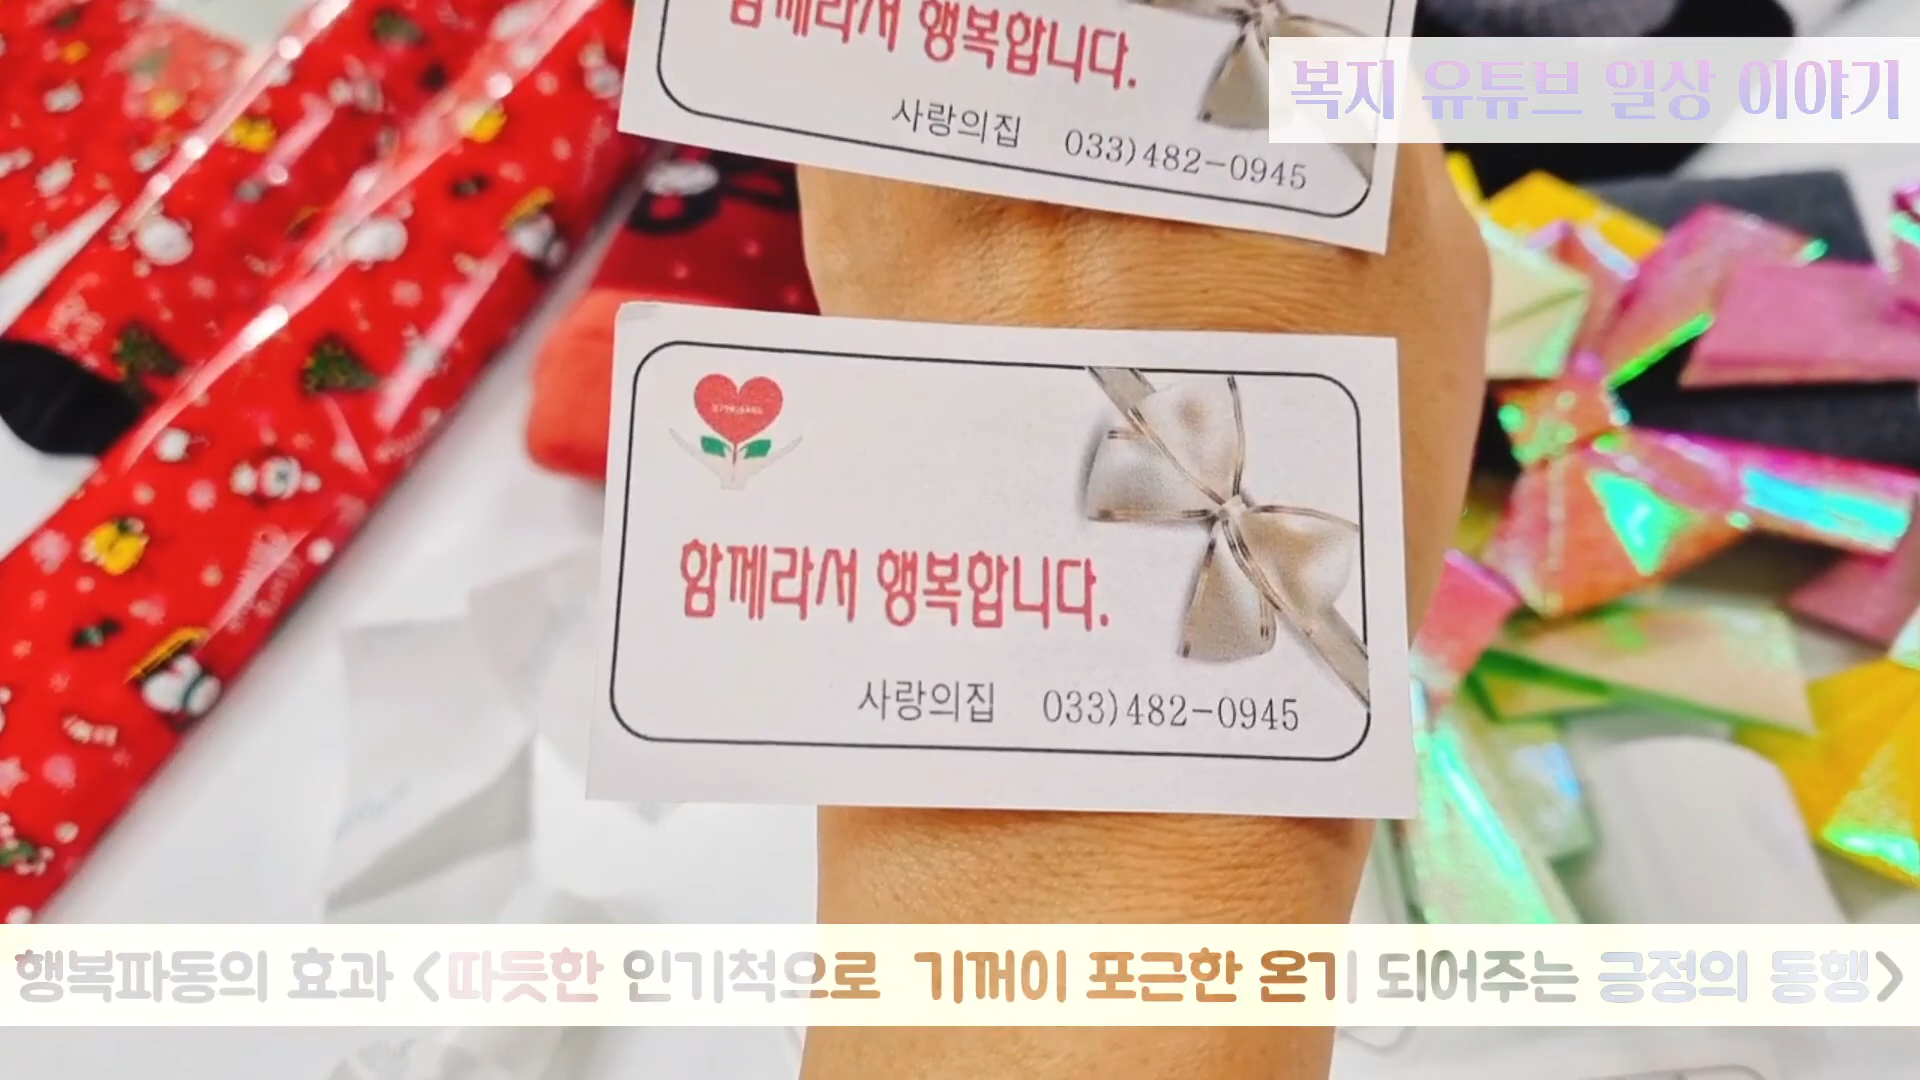 함께라서 행복합니다.
사랑의집 033)482-0945
복지 유튜브 일상 이야기
함께라서 행복합니다.
사랑의집 033)482-0945
행복파동의 효과 <따듯한 인기척으로 기꺼이 포근한 온기 되어주는 긍정의 동행>